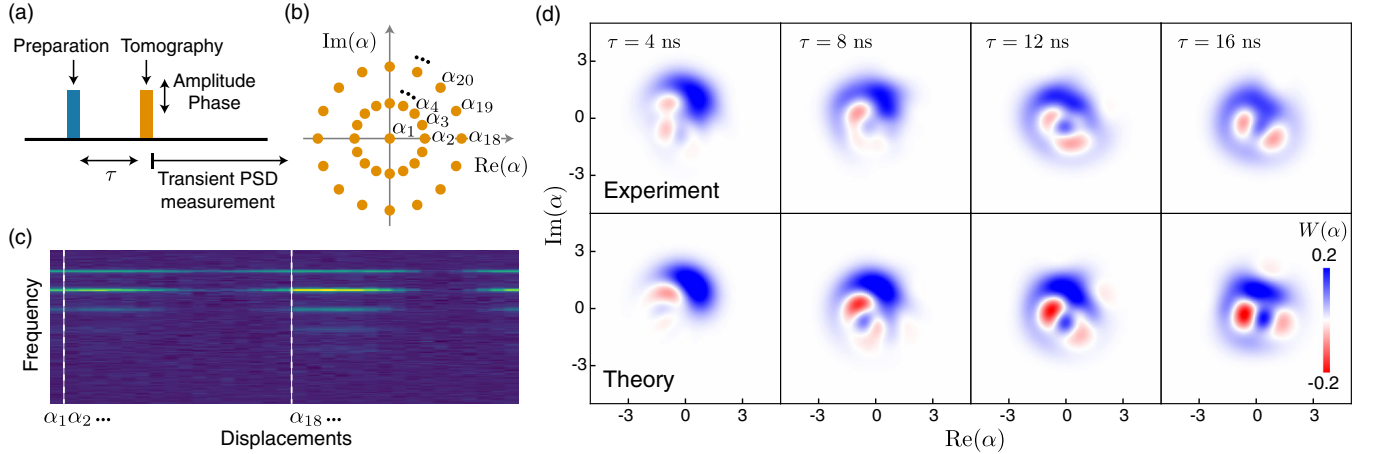 (a)
Preparation
Tomography
Amplitude
Phase
τ
Transient PSD
measurement
(b)
Im(α)
α20
α19
α4
α3
α1
α2
α18
Re(α)
(c)
Frequency
α1 α2 ...
α18 ...
Displacements
(d)
τ = 4 ns
τ = 8 ns
τ = 12 ns
τ = 16 ns
3
0
-3
Experiment
Im(α)
3
0
-3
Theory
W(α)
0.2
-0.2
-3 0 3 -3 0 3 -3 0 3 -3 0 3
Re(α)